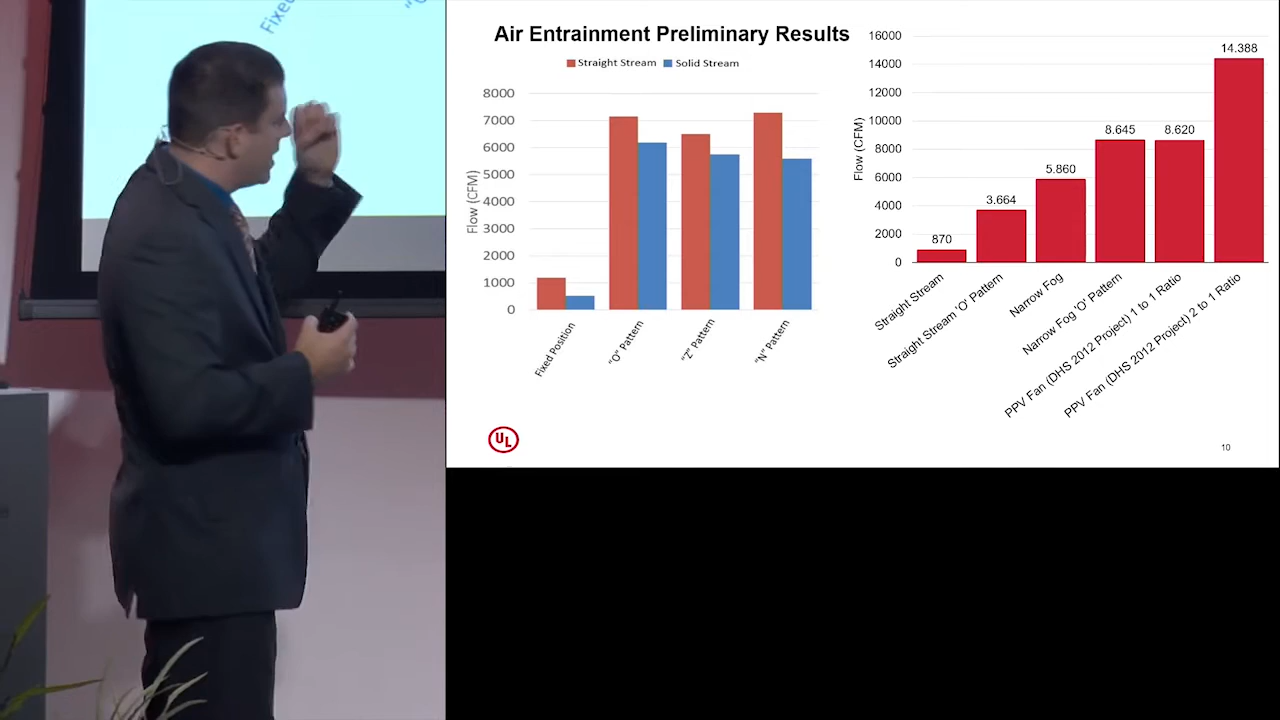 Fixed
Air Entrainment Preliminary Results
Straight Stream Solid Stream
8000
7000
6000
5000
4000
3000
2000
1000
0
Flow (CFM)
Fixed Position
"O" Pattern
"Z" Pattern
"N" Pattern
16000
14000
12000
10000
8000
6000
4000
2000
0
Flow (CFM)
870
3.664
5.860
8.645
8.620
14.388
Straight Stream
Straight Stream 'O' Pattern
Narrow Fog
Narrow Fog 'O' Pattern
PPV Fan (DHS 2012 Project) 1 to 1 Ratio
PPV Fan (DHS 2012 Project) 2 to 1 Ratio
UL
10